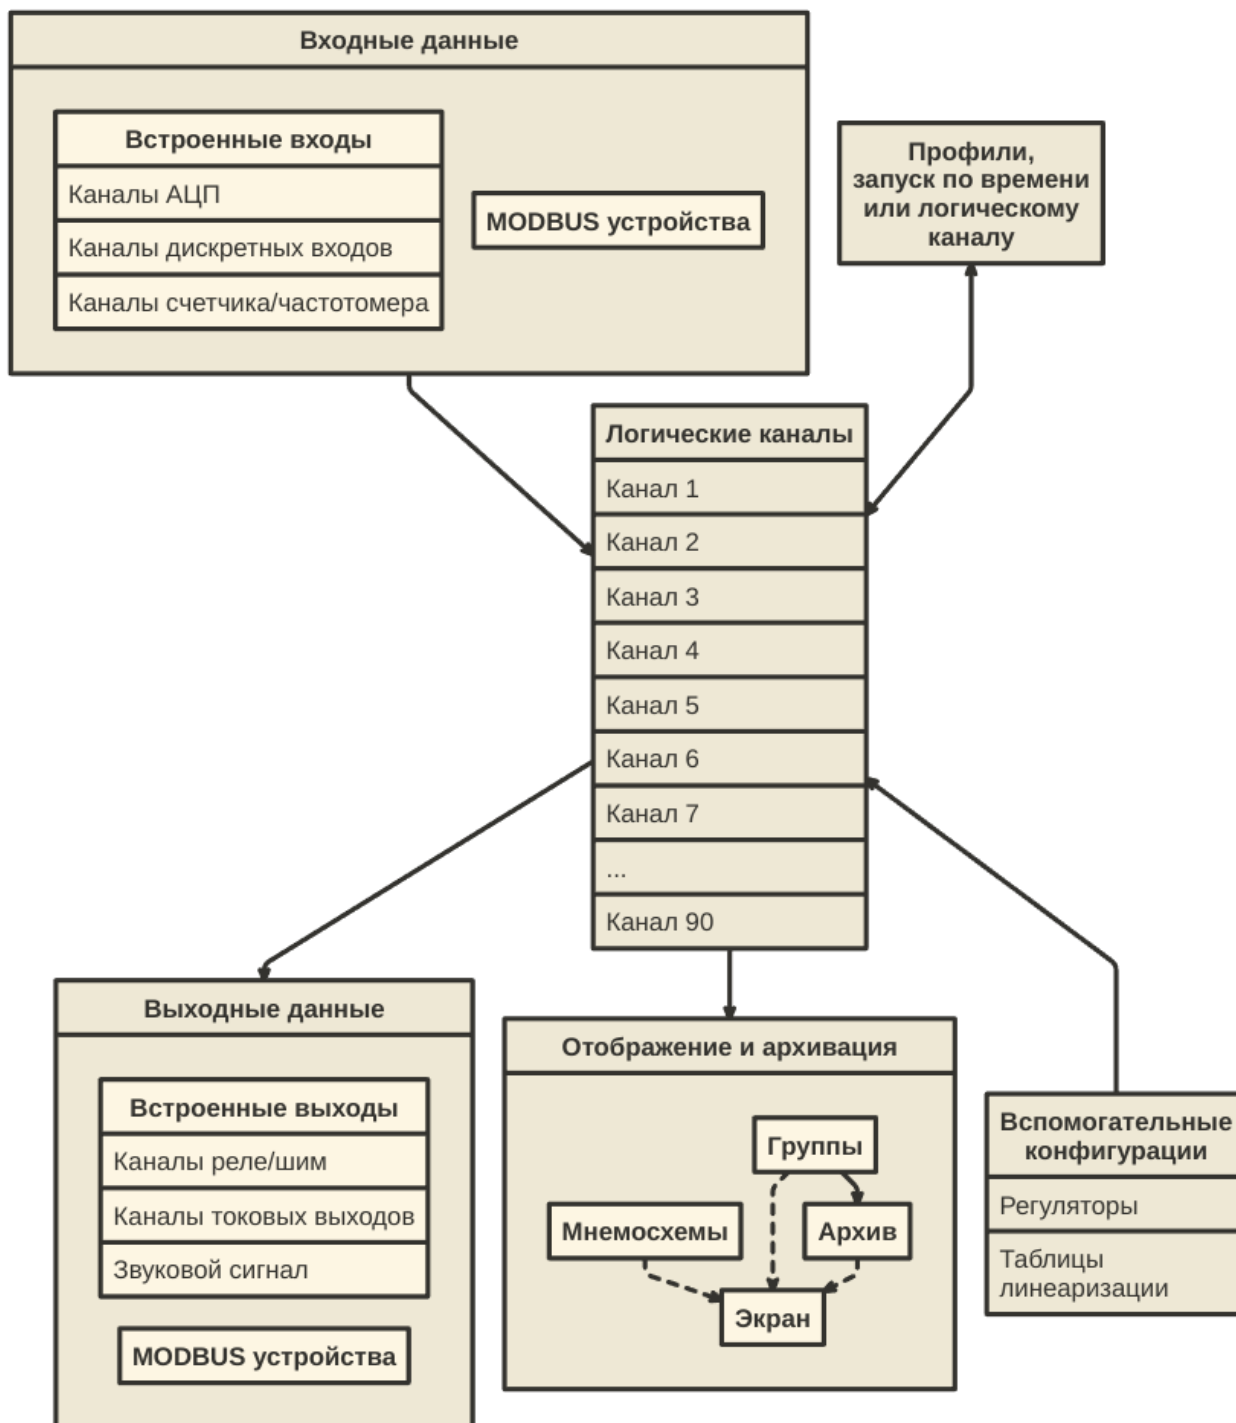 Входные данные
Встроенные входы
Каналы АЦП
Каналы дискретных входов
Каналы счетчика/частотомера
MODBUS устройства
Профили,
запуск по времени
или логическому
каналу
Логические каналы
Канал 1
Канал 2
Канал 3
Канал 4
Канал 5
Канал 6
Канал 7
...
Канал 90
Выходные данные
Встроенные выходы
Каналы реле/шим
Каналы токовых выходов
Звуковой сигнал
MODBUS устройства
Отображение и архивация
Группы
Мнемосхемы
Архив
Экран
Вспомогательные
конфигурации
Регуляторы
Таблицы
линеаризации